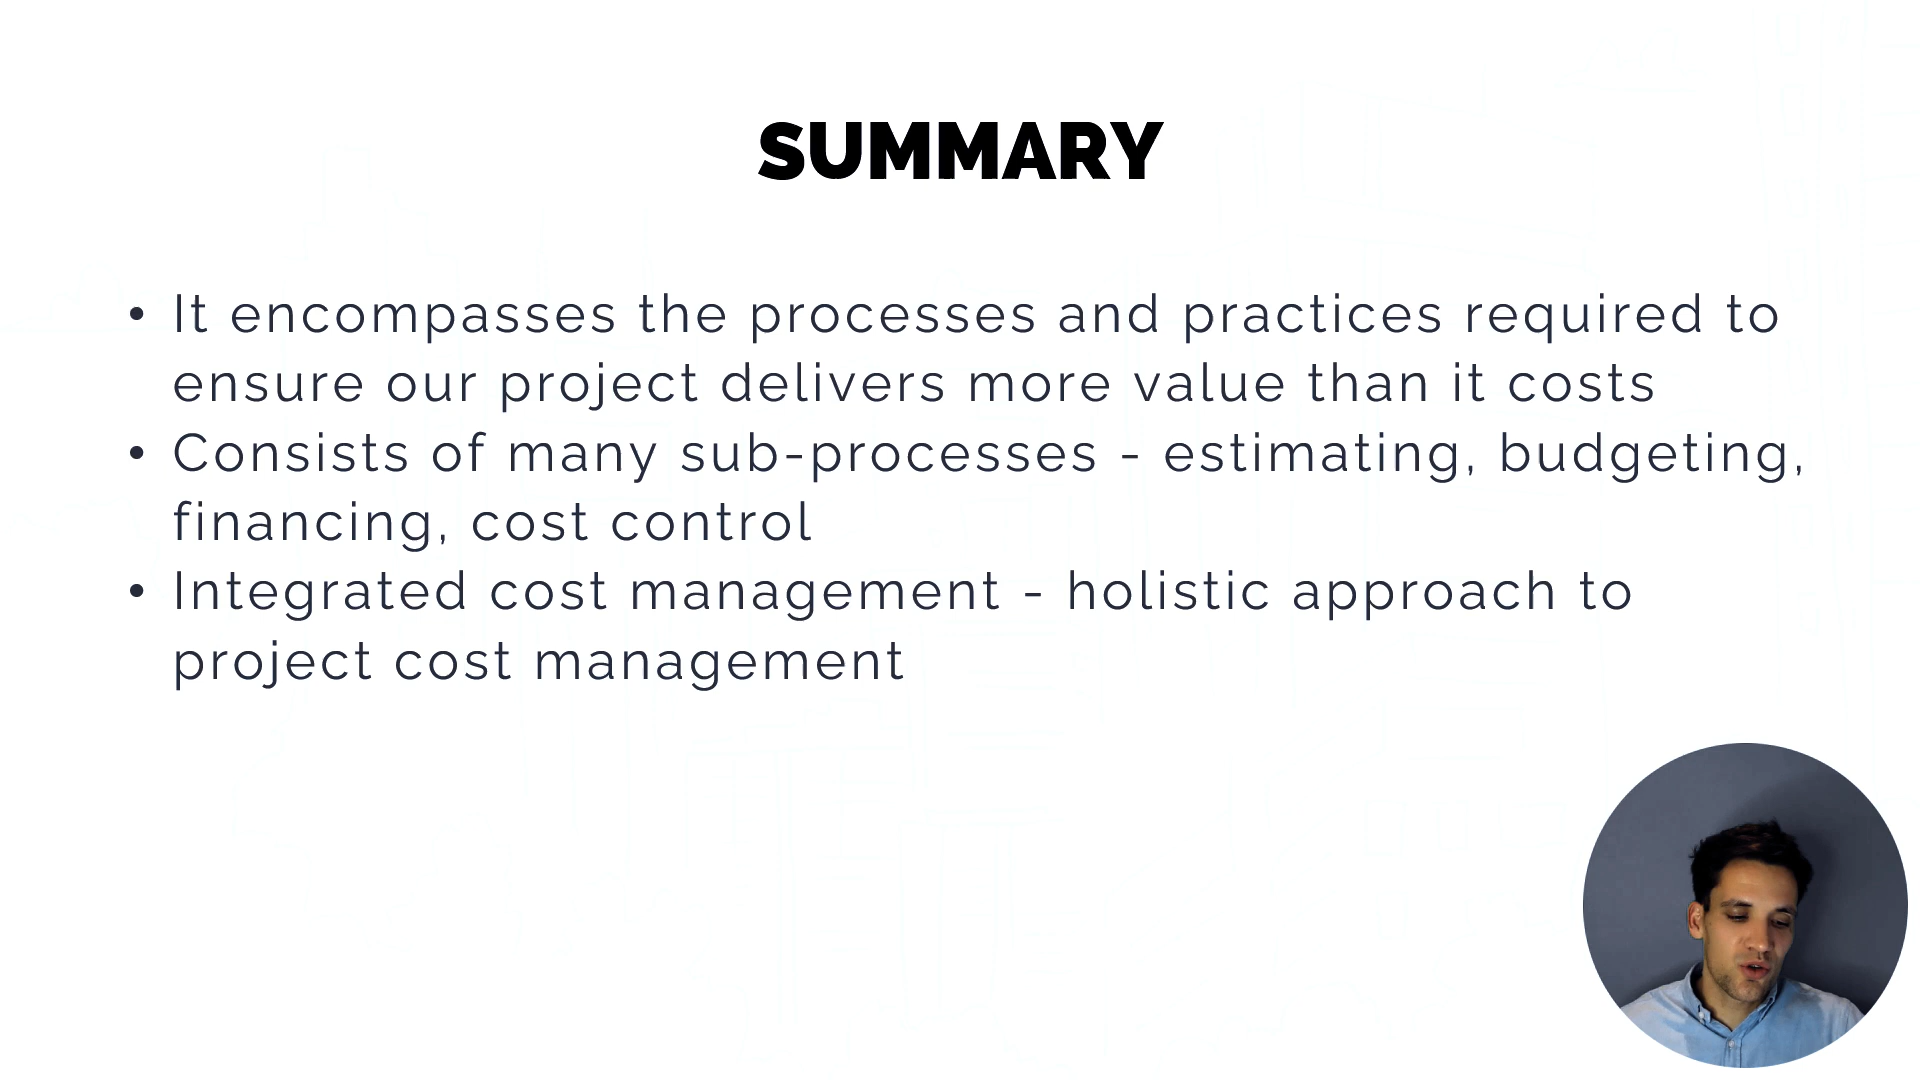 SUMMARY
• It encompasses the processes and practices required to
ensure our project delivers more value than it costs
• Consists of many sub-processes - estimating, budgeting,
financing, cost control
• Integrated cost management - holistic approach to
project cost management